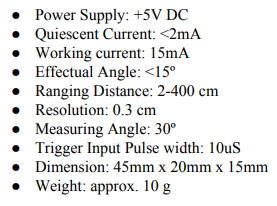 ● Power Supply: +5V DC
● Quiescent Current: <2mA
● Working current: 15mA
● Effectual Angle: <15º
● Ranging Distance: 2-400 cm
● Resolution: 0.3 cm
● Measuring Angle: 30º
● Trigger Input Pulse width: 10uS
● Dimension: 45mm x 20mm x 15mm
● Weight: approx. 10 g